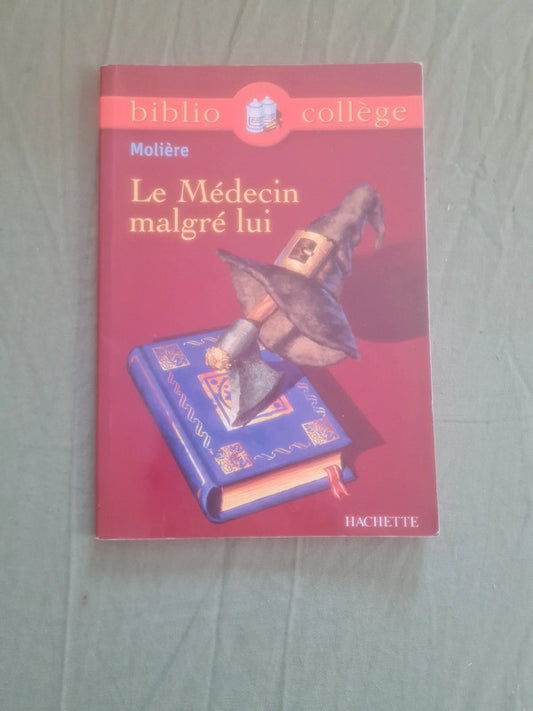 biblio collège
Molière
Le Médecin
malgré lui
HACHETTE